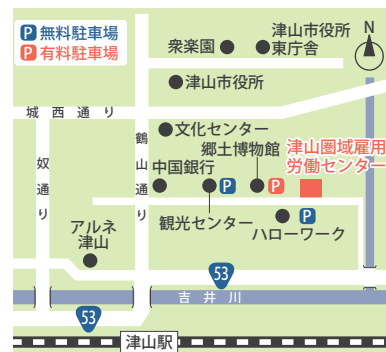 P 無料駐車場
P 有料駐車場
津山市役所
東庁舎
衆楽園
N
津山市役所
城西通り
文化センター
鶴山通り
郷土博物館
津山圏域雇用
労働センター
奴通り
中国銀行
P
P
観光センター
P
ハローワーク
アルネ
津山
53
吉井川
53
津山駅